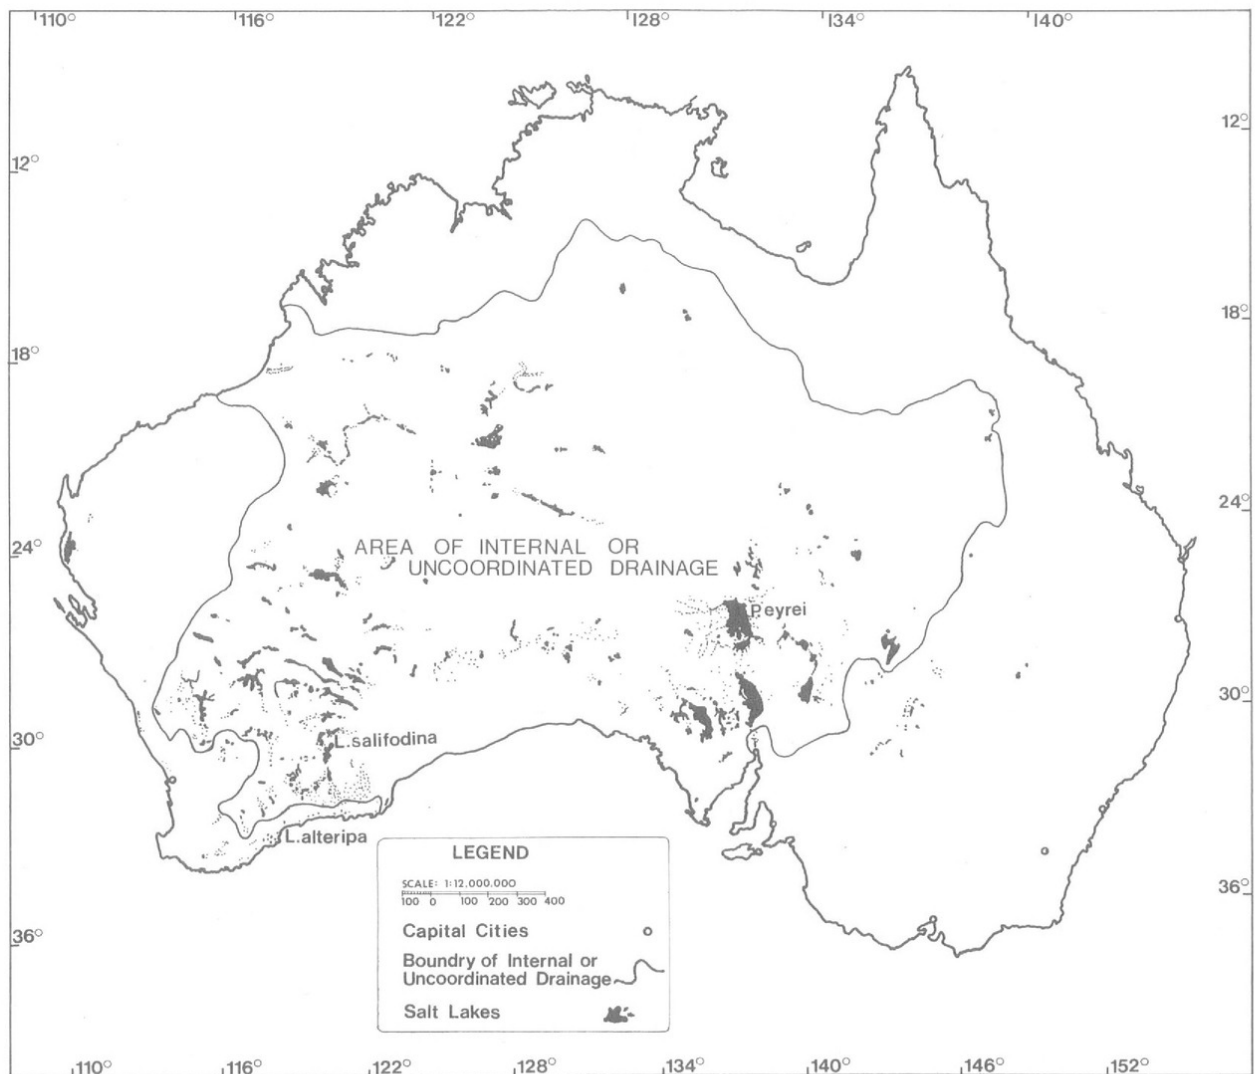 110° 116° 122° 128° 134° 140°
12° 12°
18° 18°
24° 24°
AREA OF INTERNAL OR
UNCOORDINATED DRAINAGE
P.eyrei
30° 30°
L.salifodina
L.alteripa
LEGEND
SCALE: 1:12.000.000
100 0 100 200 300 400
Capital Cities
Boundry of Internal or
Uncoordinated Drainage
Salt Lakes
36° 36°
110° 116° 122° 128° 134° 140° 146° 152°